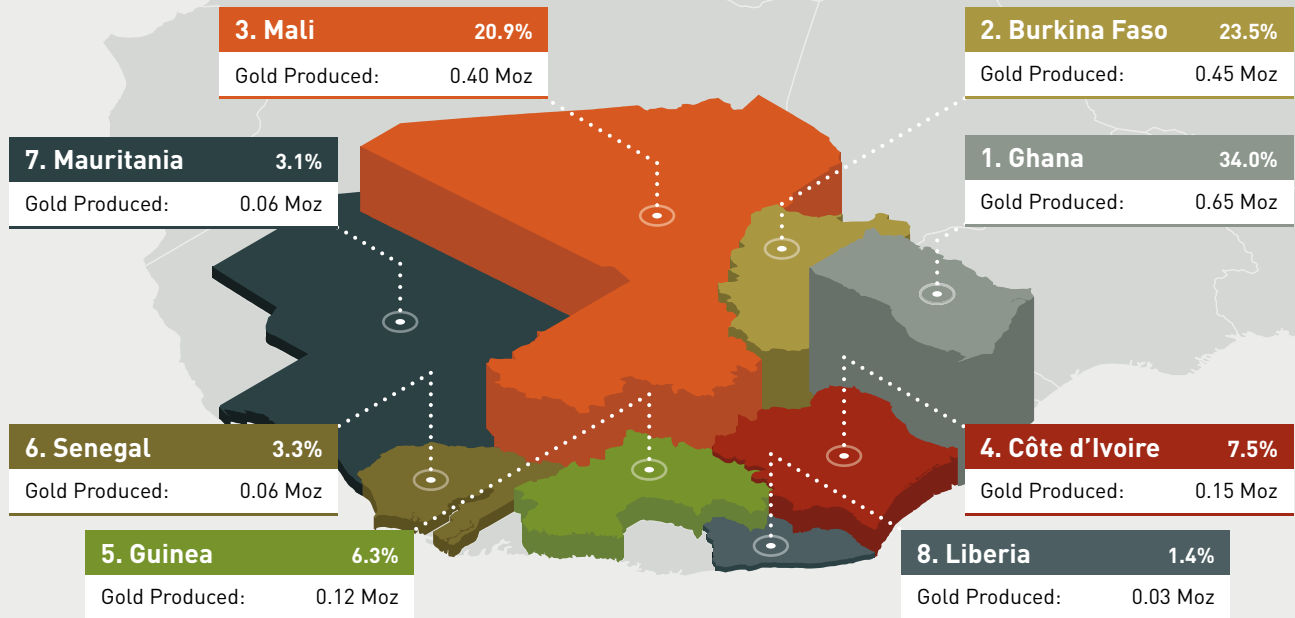 3. Mali 20.9%
Gold Produced: 0.40 Moz
2. Burkina Faso 23.5%
Gold Produced: 0.45 Moz
7. Mauritania 3.1%
Gold Produced: 0.06 Moz
1. Ghana 34.0%
Gold Produced: 0.65 Moz
6. Senegal 3.3%
Gold Produced: 0.06 Moz
4. Côte d’Ivoire 7.5%
Gold Produced: 0.15 Moz
5. Guinea 6.3%
Gold Produced: 0.12 Moz
8. Liberia 1.4%
Gold Produced: 0.03 Moz